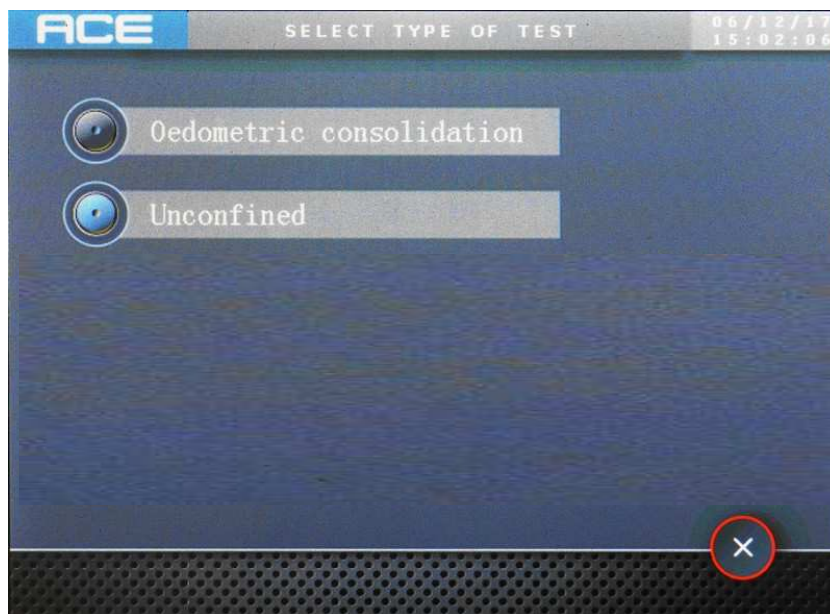 ACE
SELECT TYPE OF TEST
06/12/17
15:02:06
Oedometric consolidation
Unconfined